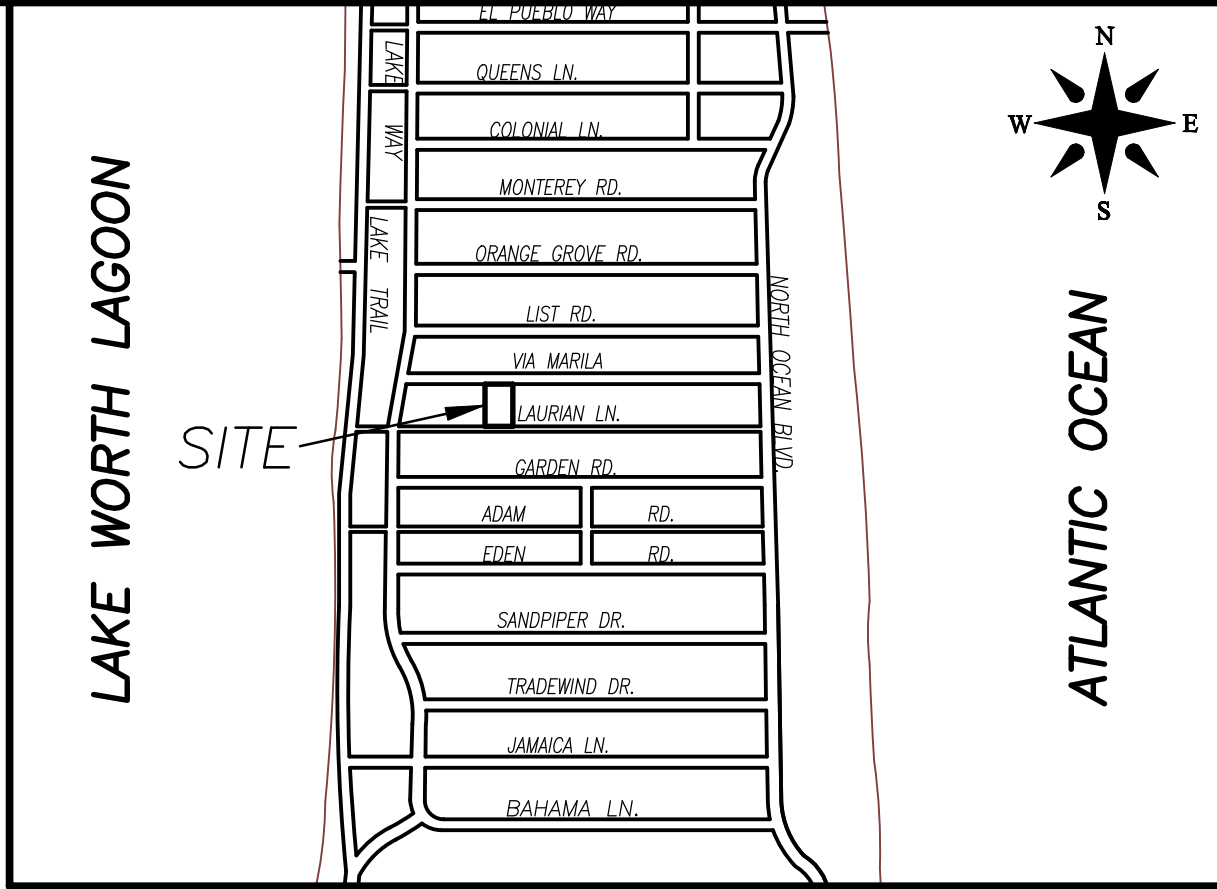 EL PUEBLO WAY
QUEENS LN.
COLONIAL LN.
MONTEREY RD.
ORANGE GROVE RD.
LIST RD.
VIA MARILA
LAURIAN LN.
GARDEN RD.
ADAM RD.
EDEN RD.
SANDPIPER DR.
TRADEWIND DR.
JAMAICA LN.
BAHAMA LN.
LAKE WAY
LAKE TRAIL
NORTH OCEAN BLVD.
SITE
LAKE WORTH LAGOON
ATLANTIC OCEAN
N
W
E
S